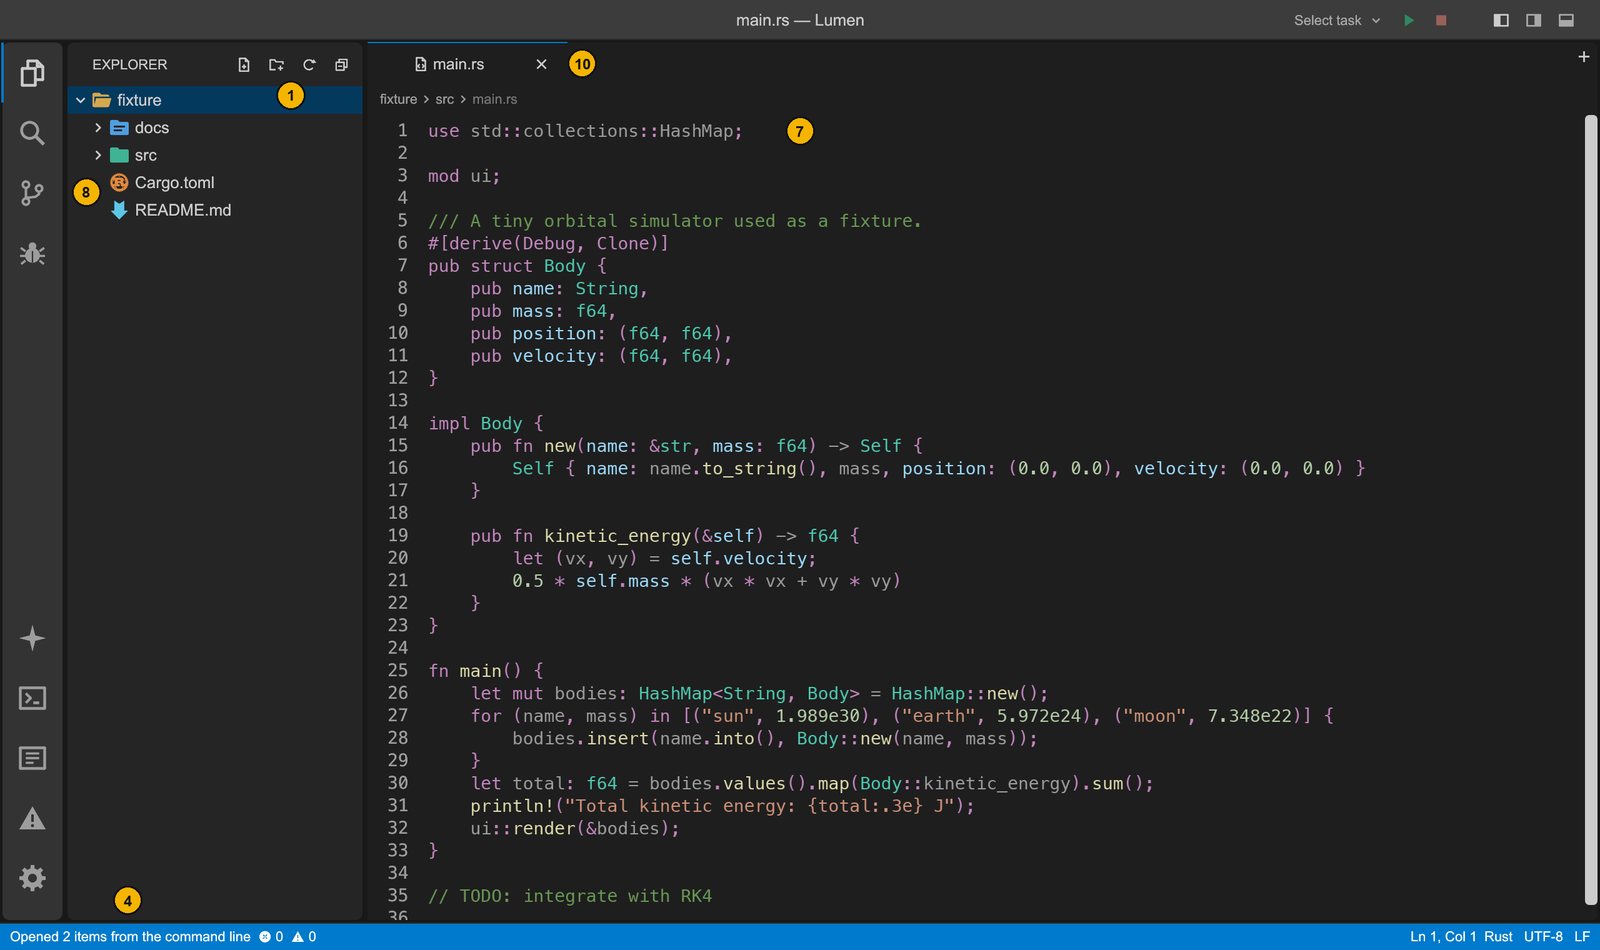 main.rs — Lumen
Select task
EXPLORER
1
fixture
docs
src
8
Cargo.toml
README.md
4
main.rs
10
fixture > src > main.rs
7
1 use std::collections::HashMap;
2
3 mod ui;
4
5 /// A tiny orbital simulator used as a fixture.
6 #[derive(Debug, Clone)]
7 pub struct Body {
8     pub name: String,
9     pub mass: f64,
10     pub position: (f64, f64),
11     pub velocity: (f64, f64),
12 }
13
14 impl Body {
15     pub fn new(name: &str, mass: f64) -> Self {
16         Self { name: name.to_string(), mass, position: (0.0, 0.0), velocity: (0.0, 0.0) }
17     }
18
19     pub fn kinetic_energy(&self) -> f64 {
20         let (vx, vy) = self.velocity;
21         0.5 * self.mass * (vx * vx + vy * vy)
22     }
23 }
24
25 fn main() {
26     let mut bodies: HashMap<String, Body> = HashMap::new();
27     for (name, mass) in [("sun", 1.989e30), ("earth", 5.972e24), ("moon", 7.348e22)] {
28         bodies.insert(name.into(), Body::new(name, mass));
29     }
30     let total: f64 = bodies.values().map(Body::kinetic_energy).sum();
31     println!("Total kinetic energy: {total:.3e} J");
32     ui::render(&bodies);
33 }
34
35 // TODO: integrate with RK4
36
Opened 2 items from the command line 0 0
Ln 1, Col 1 Rust UTF-8 LF